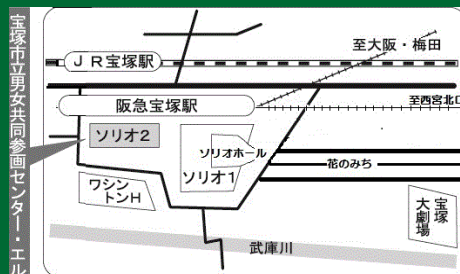 宝塚市立男女共同参画センター・エル
JR宝塚駅
至大阪・梅田
阪急宝塚駅
至西宮北口
ソリオ2
ソリオホール
ソリオ1
花のみち
ワシン
トンH
宝塚
大劇場
武庫川